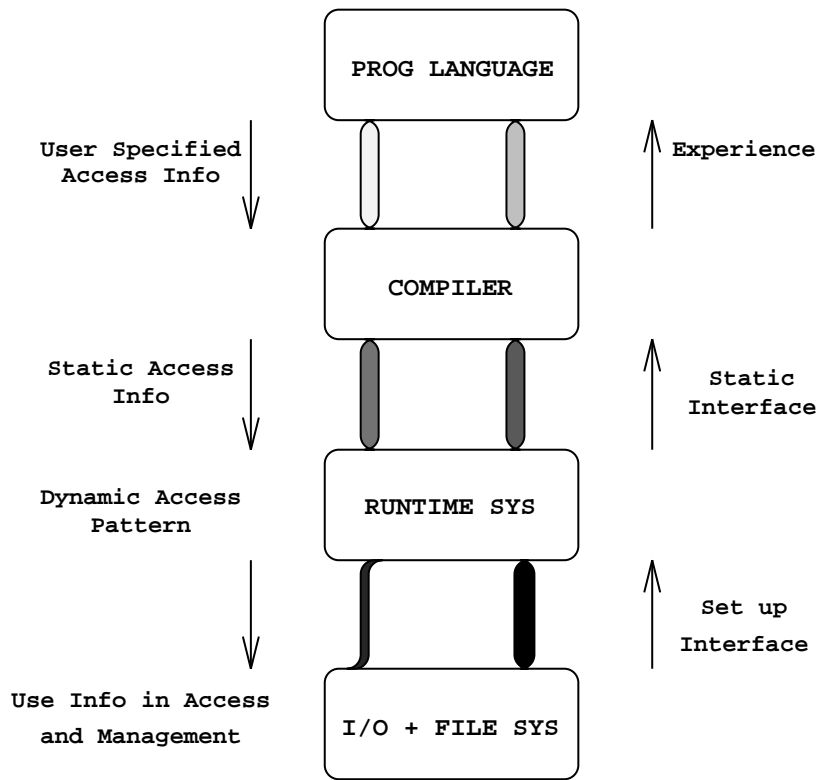 PROG LANGUAGE
User Specified
Access Info
Experience
COMPILER
Static Access
Info
Static
Interface
Dynamic Access
Pattern
RUNTIME SYS
Set up
Interface
Use Info in Access
and Management
I/O + FILE SYS